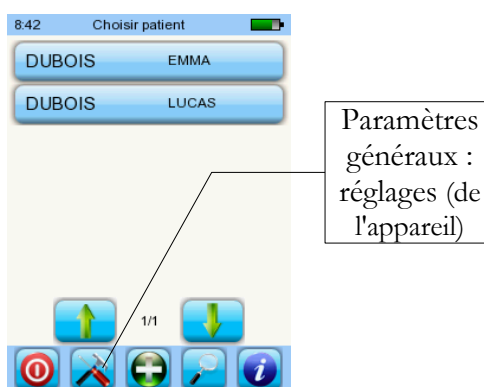 8:42 Choisir patient
DUBOIS EMMA
DUBOIS LUCAS
Paramètres
généraux :
réglages (de
l'appareil)
1/1
i